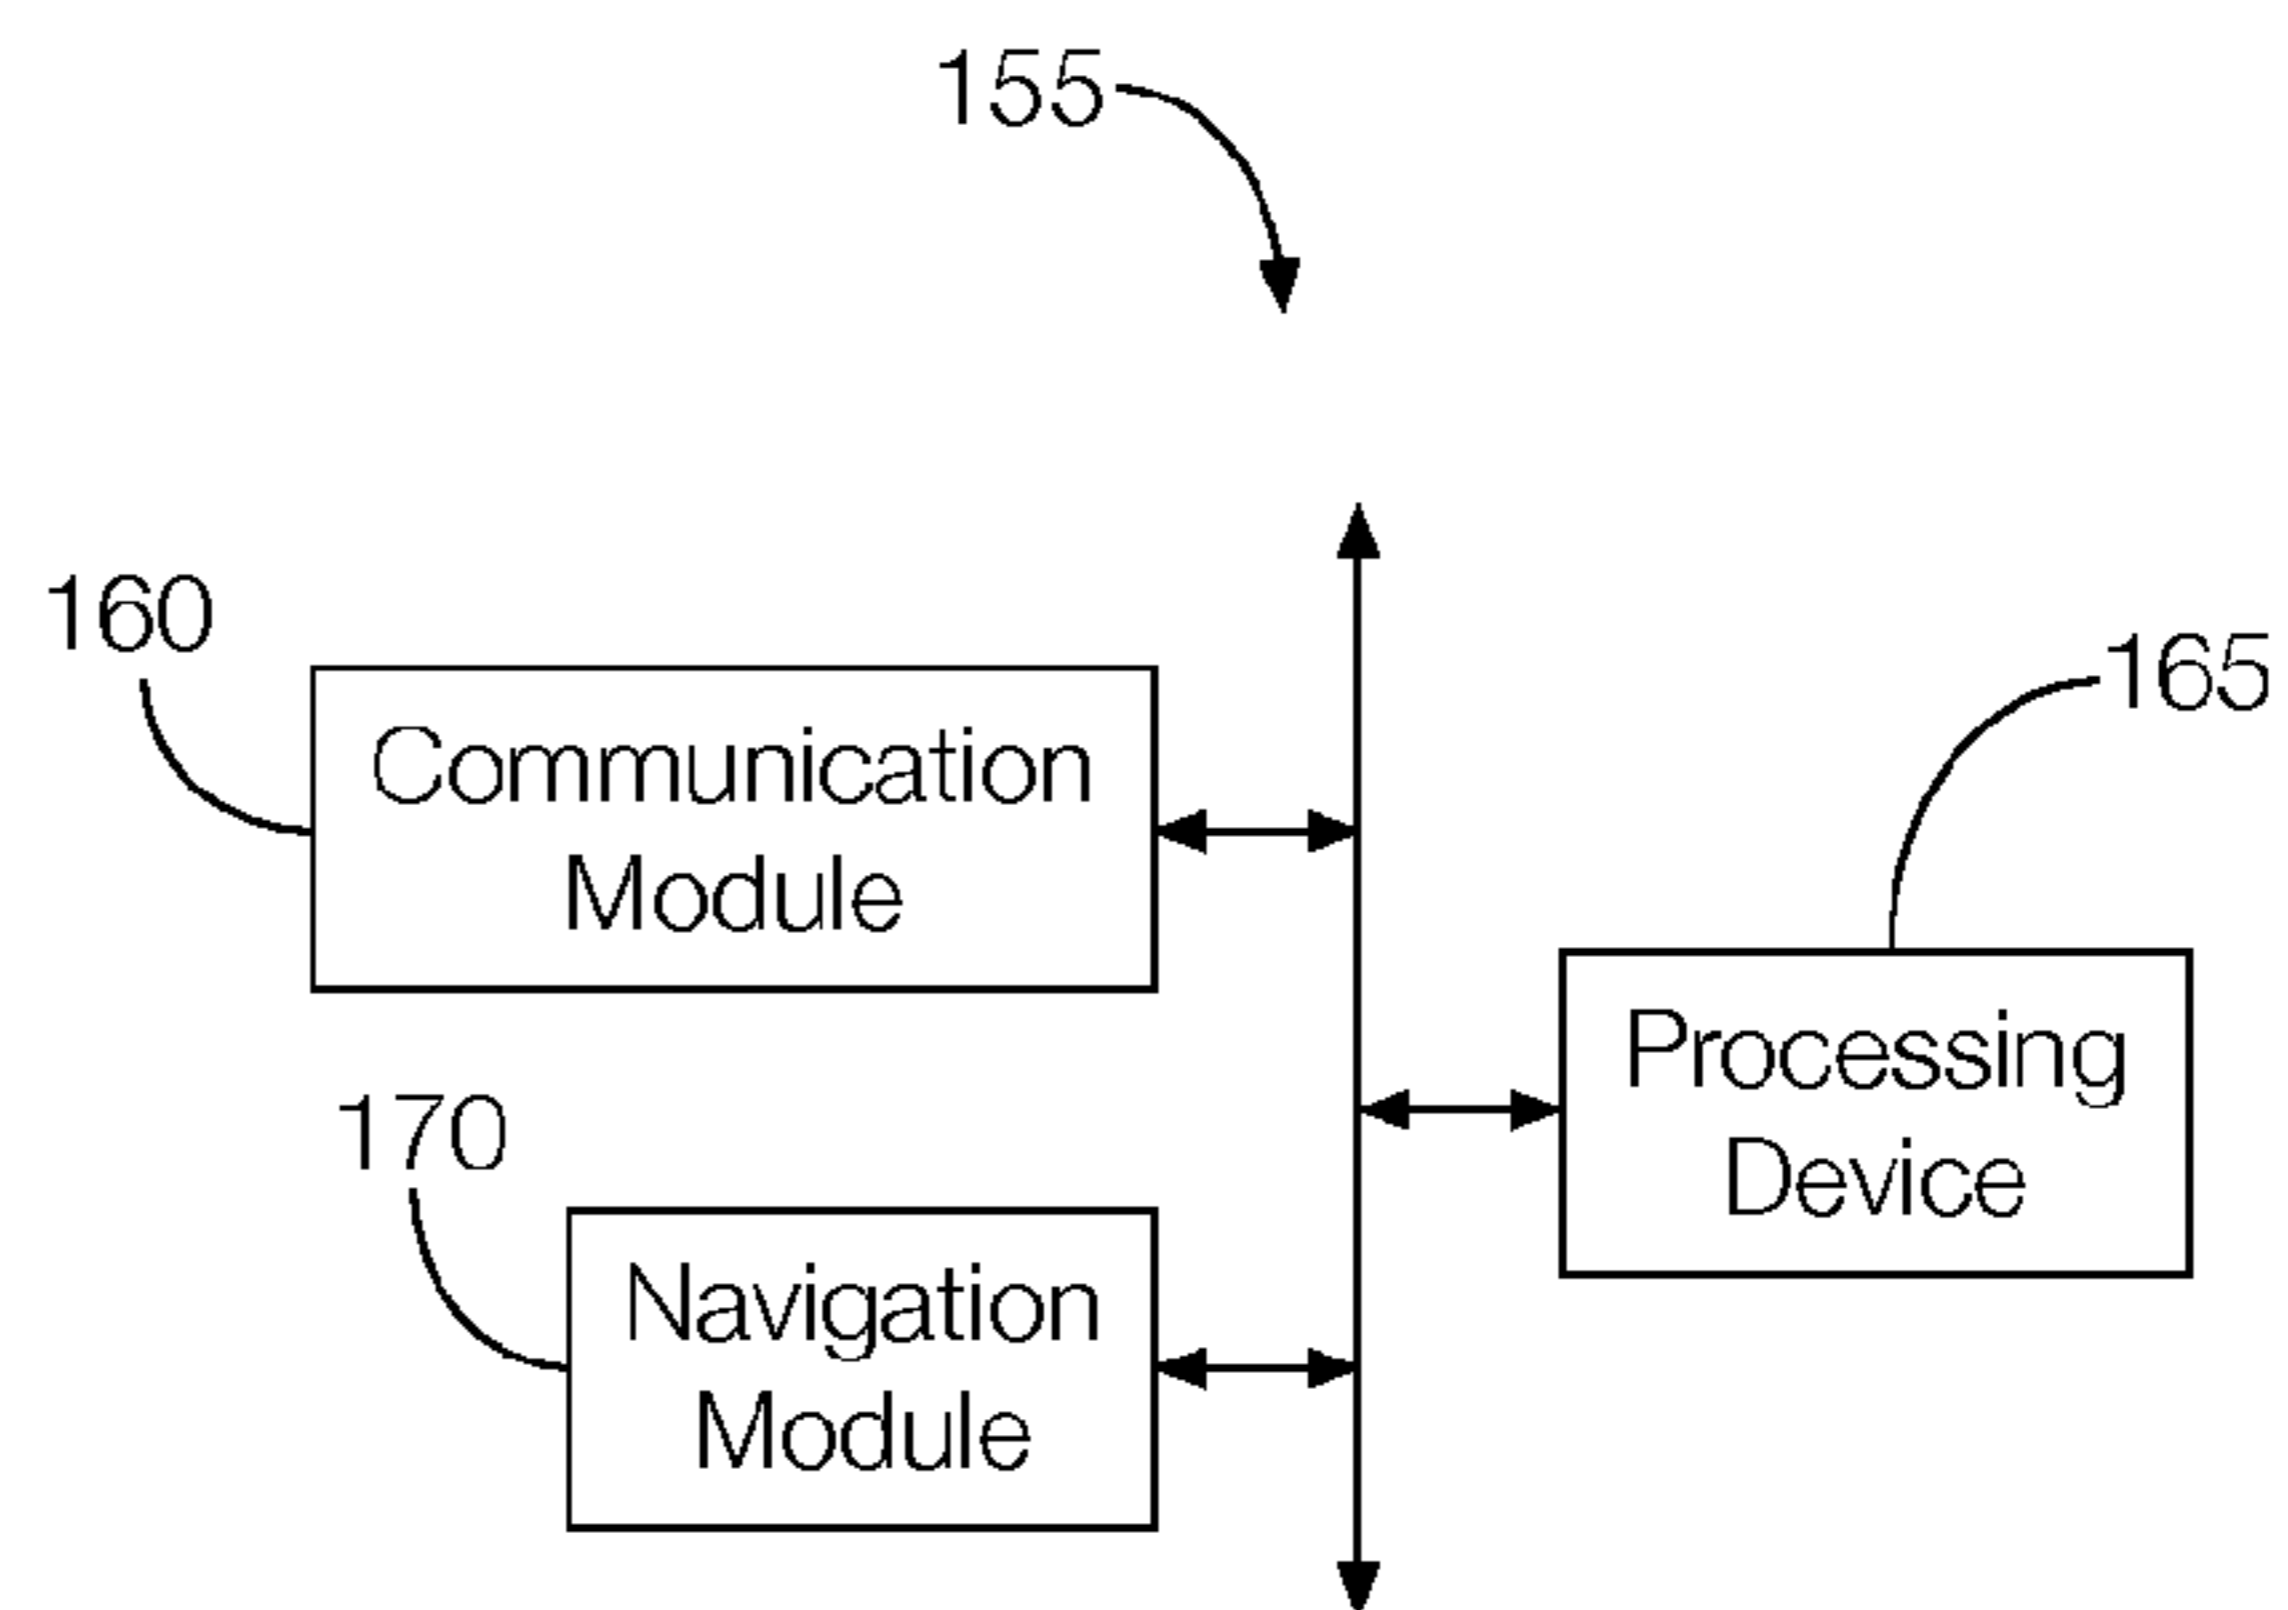 155
160
165
Communication
Module
Processing
Device
170
Navigation
Module